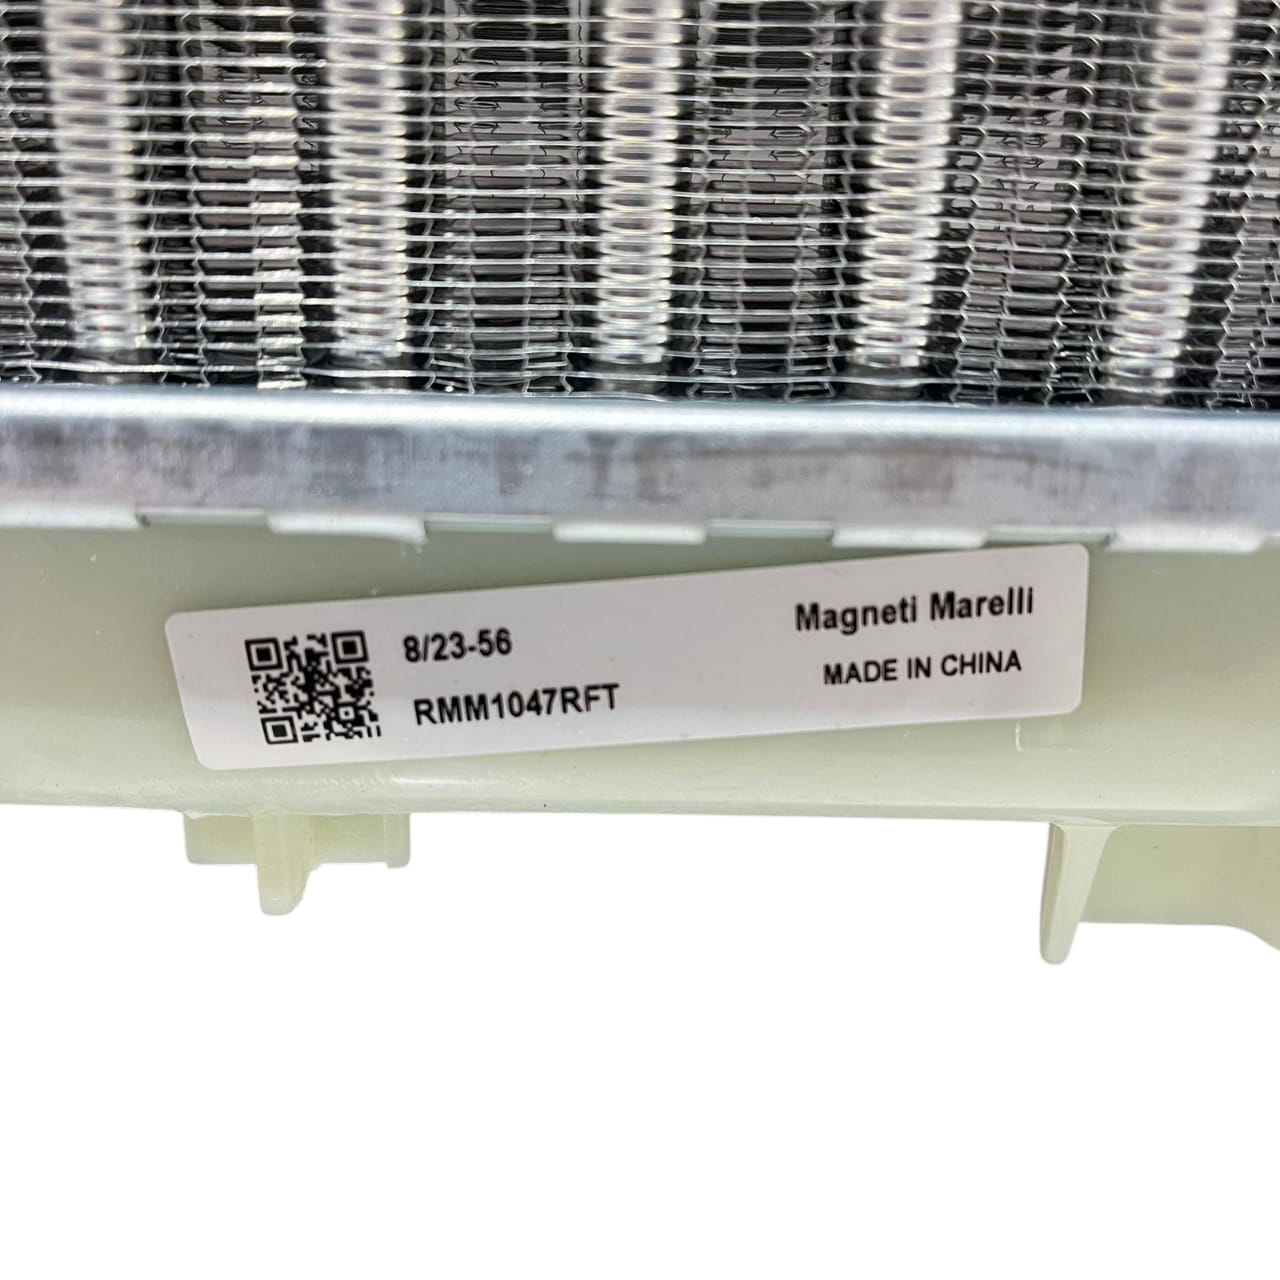 8/23-56
RMM1047RFT
Magneti Marelli
MADE IN CHINA